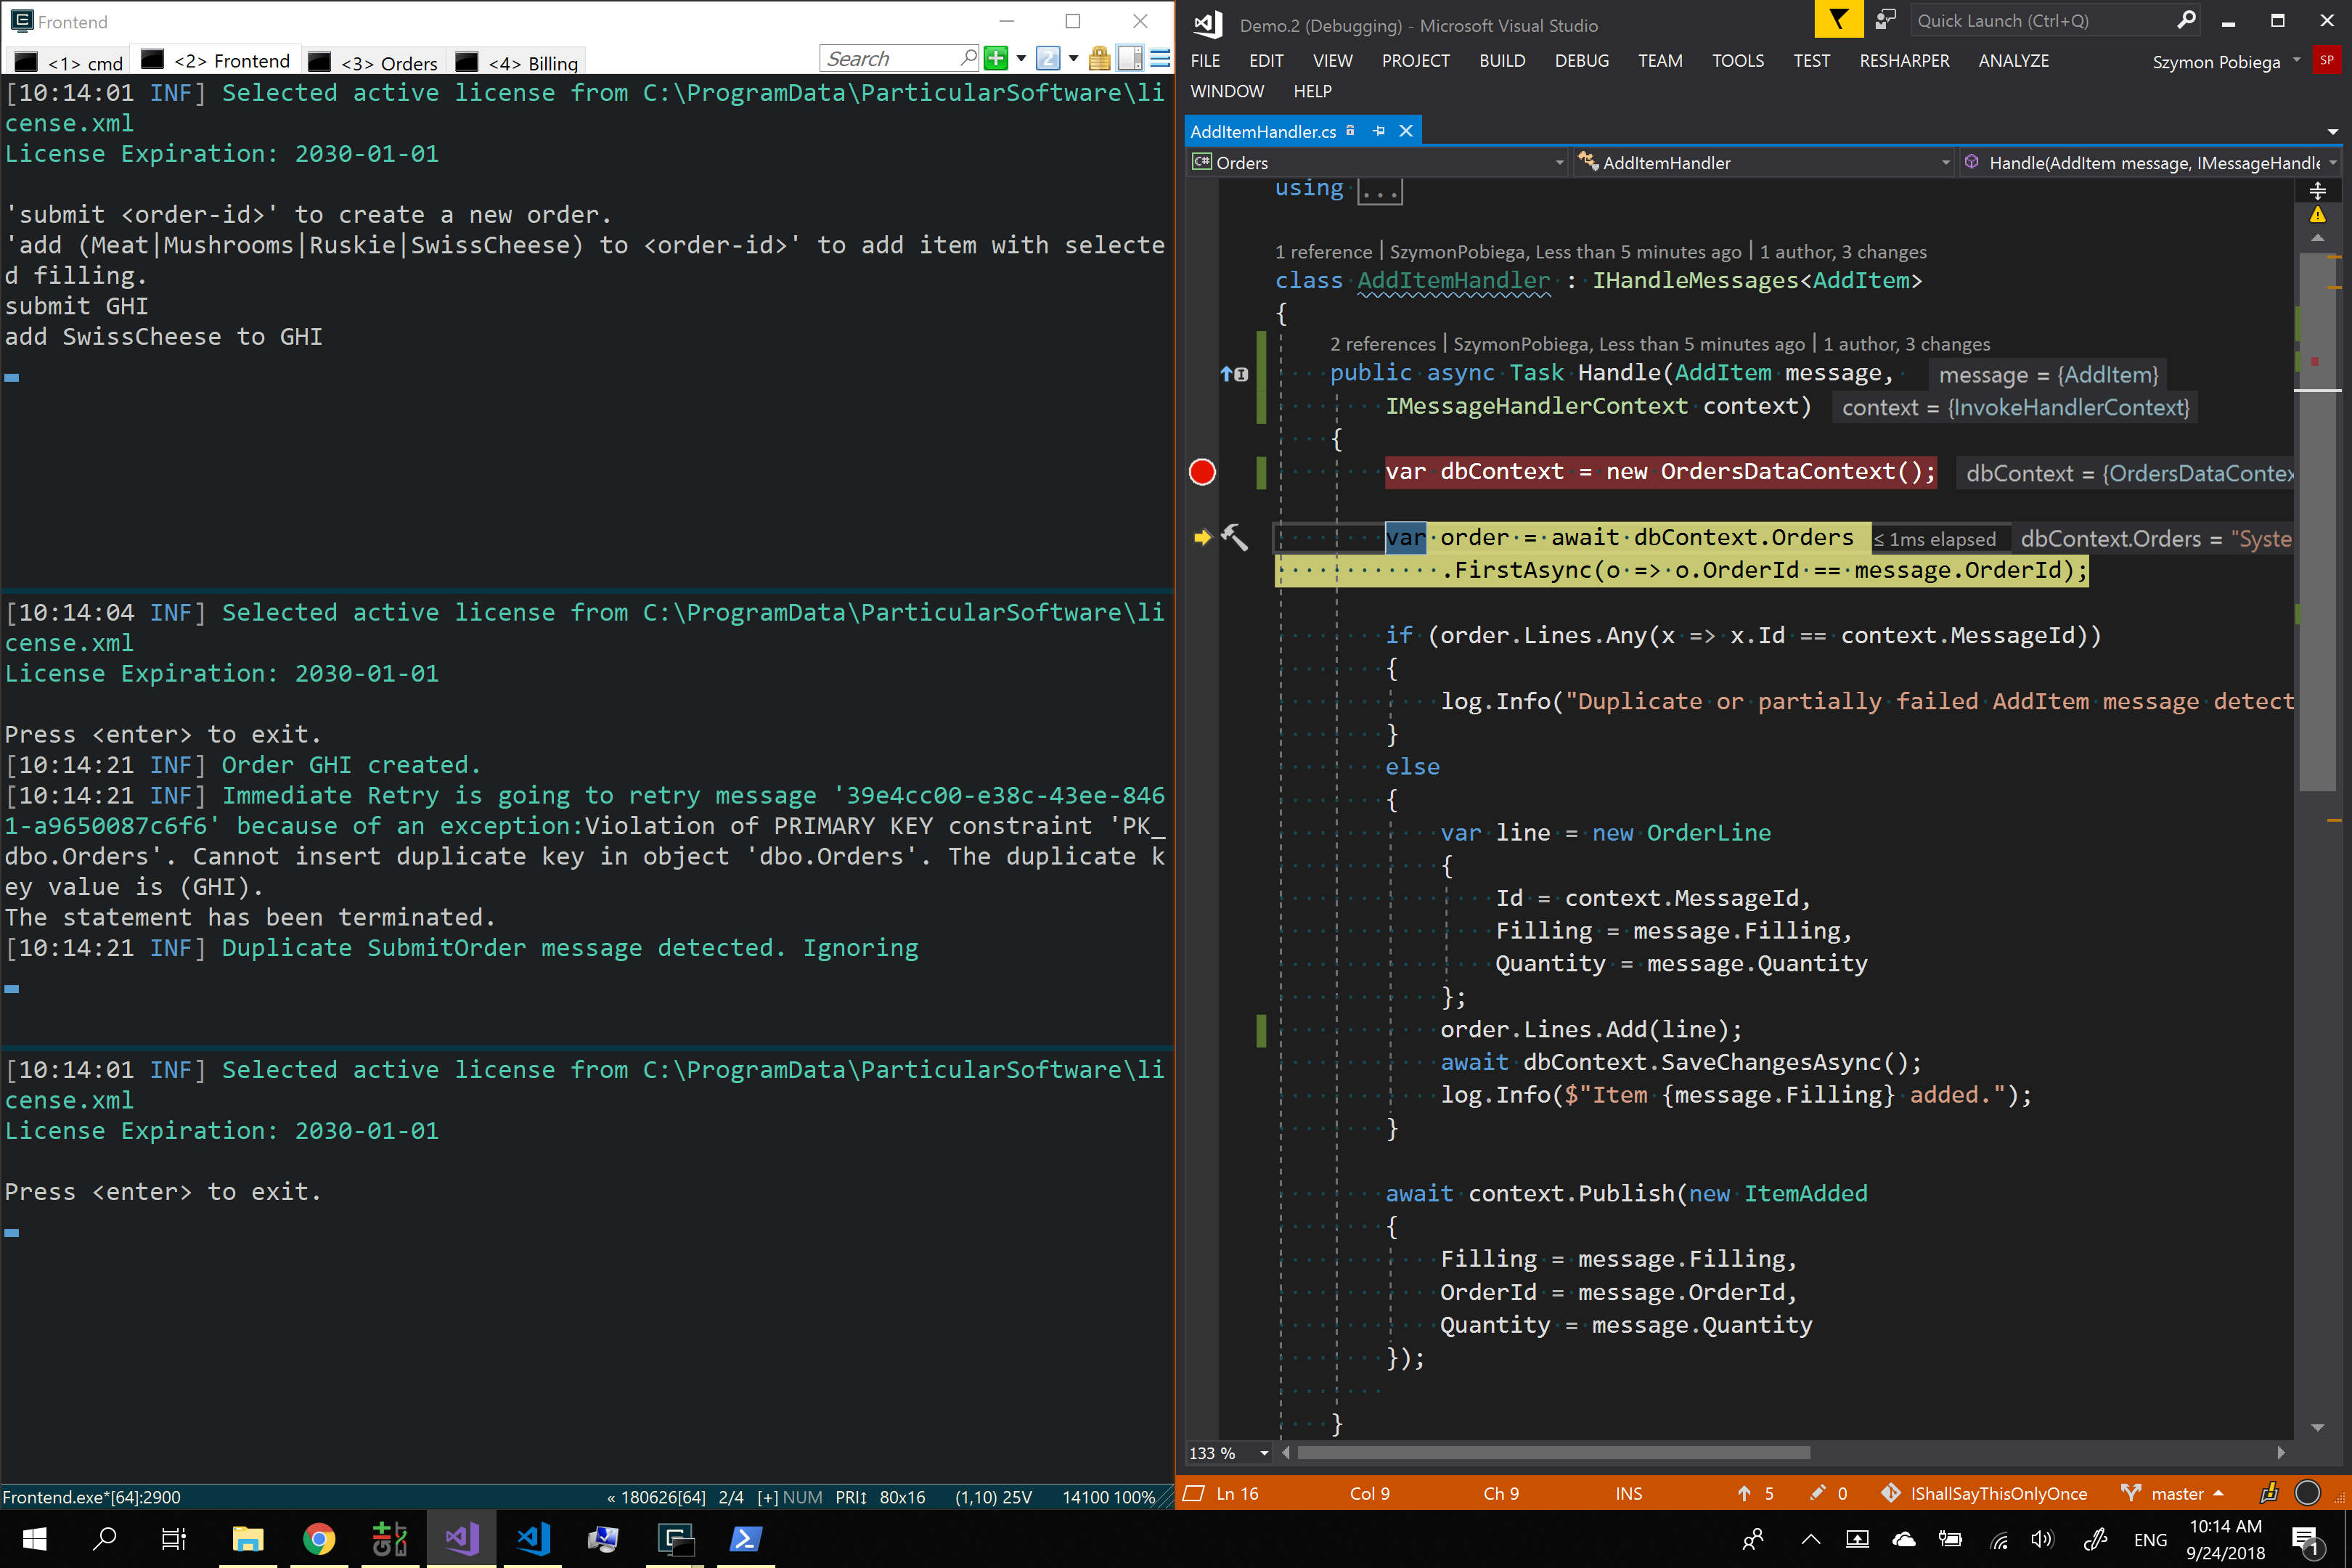 Frontend
<1> cmd
<2> Frontend
<3> Orders
<4> Billing
Search
[10:14:01 INF] Selected active license from C:\ProgramData\ParticularSoftware\li
cense.xml
License Expiration: 2030-01-01
'submit <order-id>' to create a new order.
'add (Meat|Mushrooms|Ruskie|SwissCheese) to <order-id>' to add item with selecte
d filling.
submit GHI
add SwissCheese to GHI
[10:14:04 INF] Selected active license from C:\ProgramData\ParticularSoftware\li
cense.xml
License Expiration: 2030-01-01
Press <enter> to exit.
[10:14:21 INF] Order GHI created.
[10:14:21 INF] Immediate Retry is going to retry message '39e4cc00-e38c-43ee-846
1-a9650087c6f6' because of an exception:Violation of PRIMARY KEY constraint 'PK_
dbo.Orders'. Cannot insert duplicate key in object 'dbo.Orders'. The duplicate k
ey value is (GHI).
The statement has been terminated.
[10:14:21 INF] Duplicate SubmitOrder message detected. Ignoring
[10:14:01 INF] Selected active license from C:\ProgramData\ParticularSoftware\li
cense.xml
License Expiration: 2030-01-01
Press <enter> to exit.
Frontend.exe*[64]:2900 « 180626[64] 2/4 [+] NUM PRI↕ 80x16 (1,10) 25V 14100 100%
Demo.2 (Debugging) - Microsoft Visual Studio
Quick Launch (Ctrl+Q)
FILE EDIT VIEW PROJECT BUILD DEBUG TEAM TOOLS TEST RESHARPER ANALYZE
Szymon Pobiega SP
WINDOW HELP
AddItemHandler.cs
C# Orders
AddItemHandler
Handle(AddItem message, IMessageHandle
using ...
1 reference | SzymonPobiega, Less than 5 minutes ago | 1 author, 3 changes
class AddItemHandler : IHandleMessages<AddItem>
{
2 references | SzymonPobiega, Less than 5 minutes ago | 1 author, 3 changes
public async Task Handle(AddItem message, message = {AddItem}
IMessageHandlerContext context) context = {InvokeHandlerContext}
{
var dbContext = new OrdersDataContext(); dbContext = {OrdersDataContex
var order = await dbContext.Orders ≤ 1ms elapsed dbContext.Orders = "Syste
.FirstAsync(o => o.OrderId == message.OrderId);
if (order.Lines.Any(x => x.Id == context.MessageId))
{
log.Info("Duplicate or partially failed AddItem message detect
}
else
{
var line = new OrderLine
{
Id = context.MessageId,
Filling = message.Filling,
Quantity = message.Quantity
};
order.Lines.Add(line);
await dbContext.SaveChangesAsync();
log.Info($"Item {message.Filling} added.");
}
await context.Publish(new ItemAdded
{
Filling = message.Filling,
OrderId = message.OrderId,
Quantity = message.Quantity
});
}
133 %
Ln 16 Col 9 Ch 9 INS 5 0 IShallSayThisOnlyOnce master
ENG
10:14 AM
9/24/2018
1